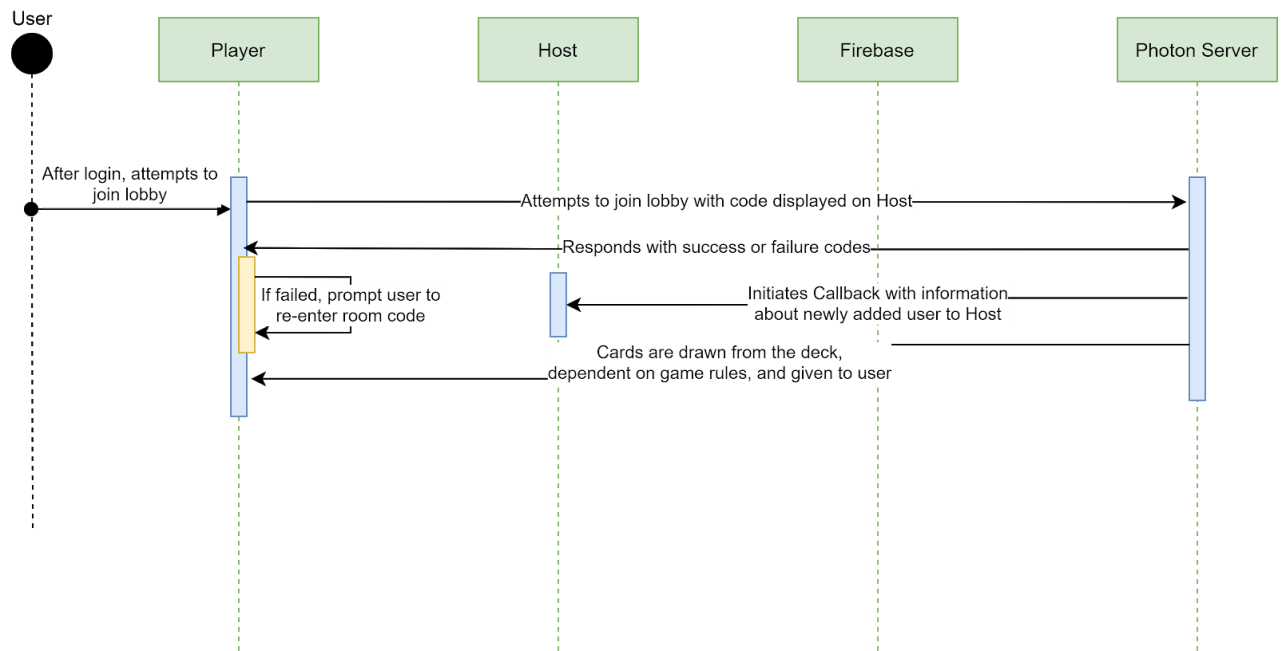 User
Player
Host
Firebase
Photon Server
After login, attempts to
join lobby
Attempts to join lobby with code displayed on Host
Responds with success or failure codes
If failed, prompt user to
re-enter room code
Initiates Callback with information
about newly added user to Host
Cards are drawn from the deck,
dependent on game rules, and given to user